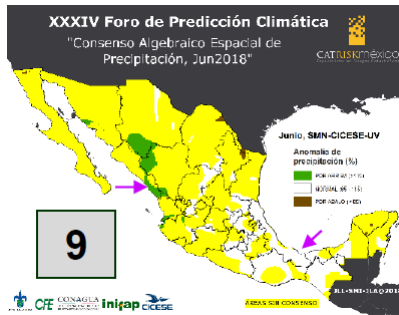 XXXIV Foro de Predicción Climática
"Consenso Algebraico Espacial de
Precipitación, Jun2018"
CATRISKméxico
Junio, SMN-CICESE-UV
Anomalía de
precipitación (%)
9
CFE
CONAGUA
inifap
CICESE
ÁREAS SIN CONSENSO